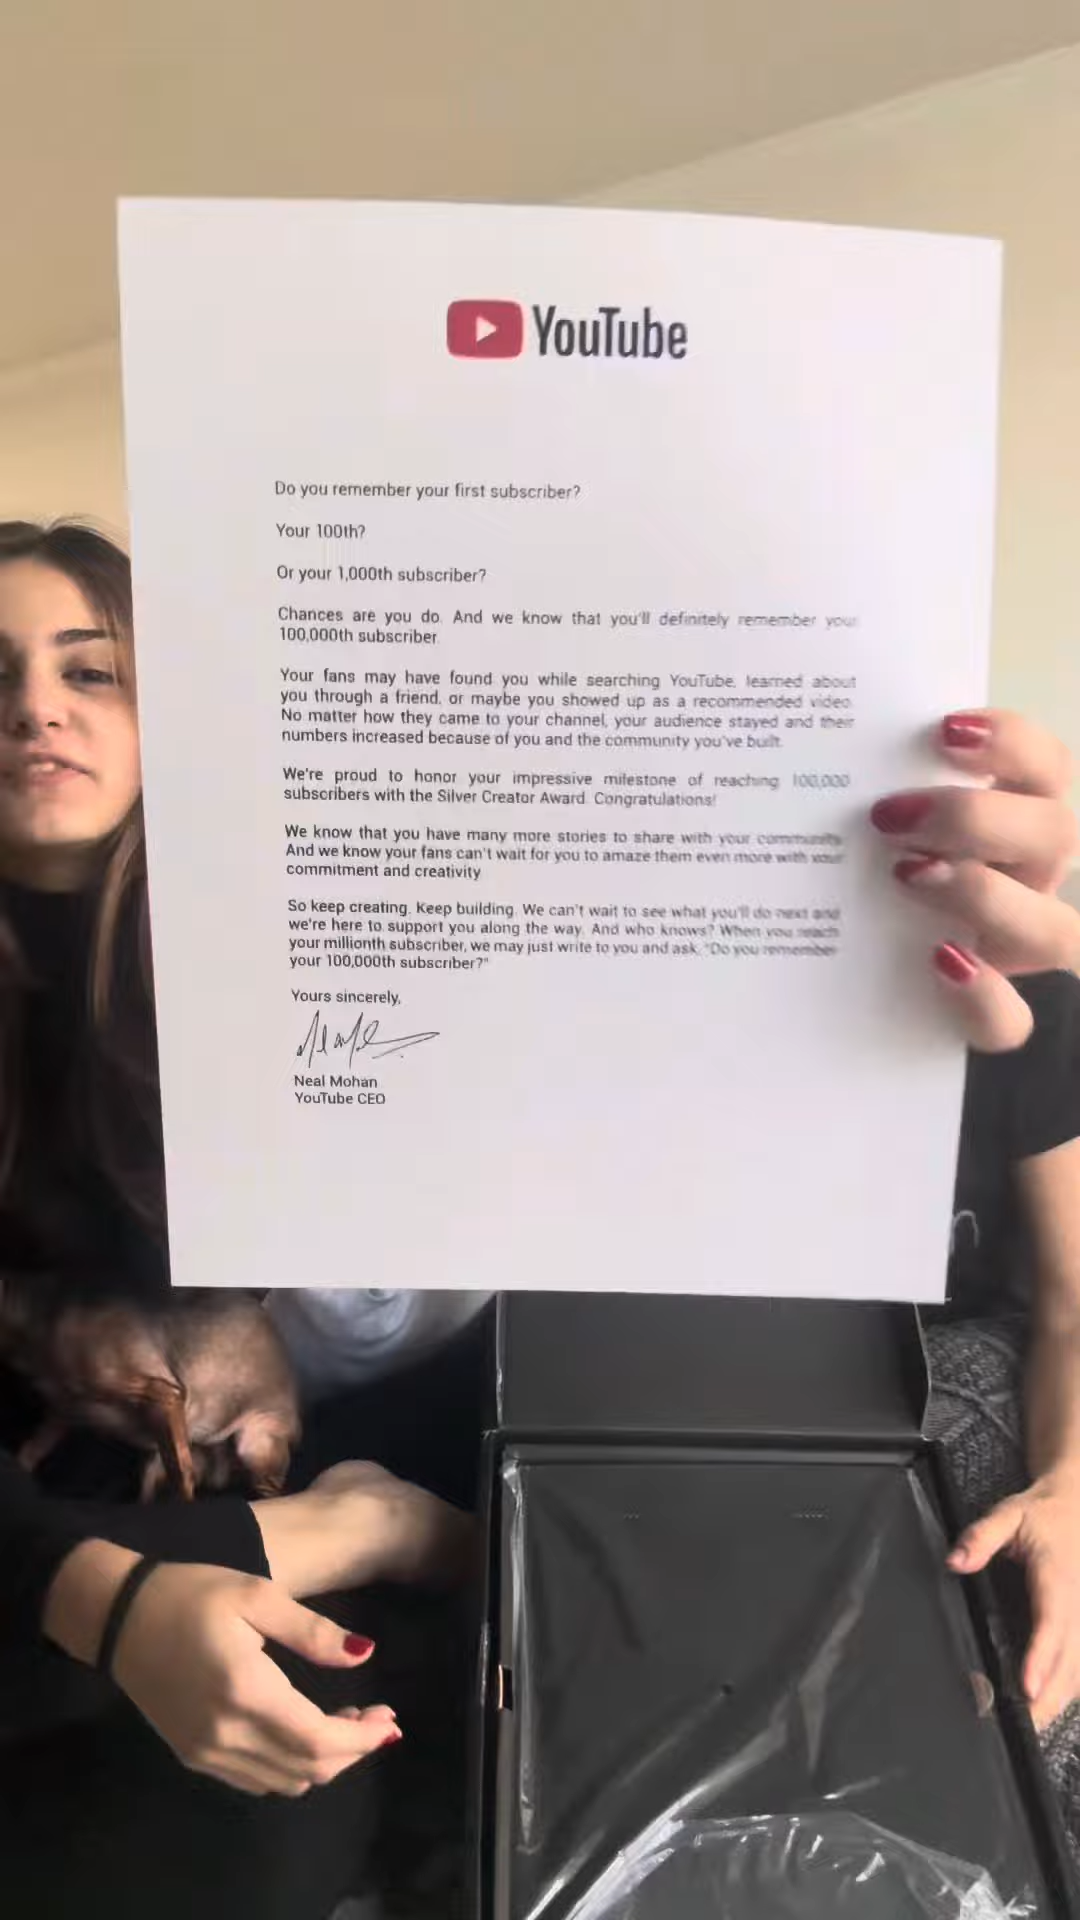 YouTube
Do you remember your first subscriber?
Your 100th?
Or your 1,000th subscriber?
Chances are you do. And we know that you'll definitely remember your
100,000th subscriber.
Your fans may have found you while searching YouTube, learned about
you through a friend, or maybe you showed up as a recommended video.
No matter how they came to your channel, your audience stayed and their
numbers increased because of you and the community you've built.
We're proud to honor your impressive milestone of reaching 100,000
subscribers with the Silver Creator Award. Congratulations!
We know that you have many more stories to share with your community.
And we know your fans can't wait for you to amaze them even more with your
commitment and creativity.
So keep creating. Keep building. We can't wait to see what you'll do next and
we're here to support you along the way. And who knows? When you reach
your millionth subscriber, we may just write to you and ask, "Do you remember
your 100,000th subscriber?"
Yours sincerely,
Neal Mohan
YouTube CEO